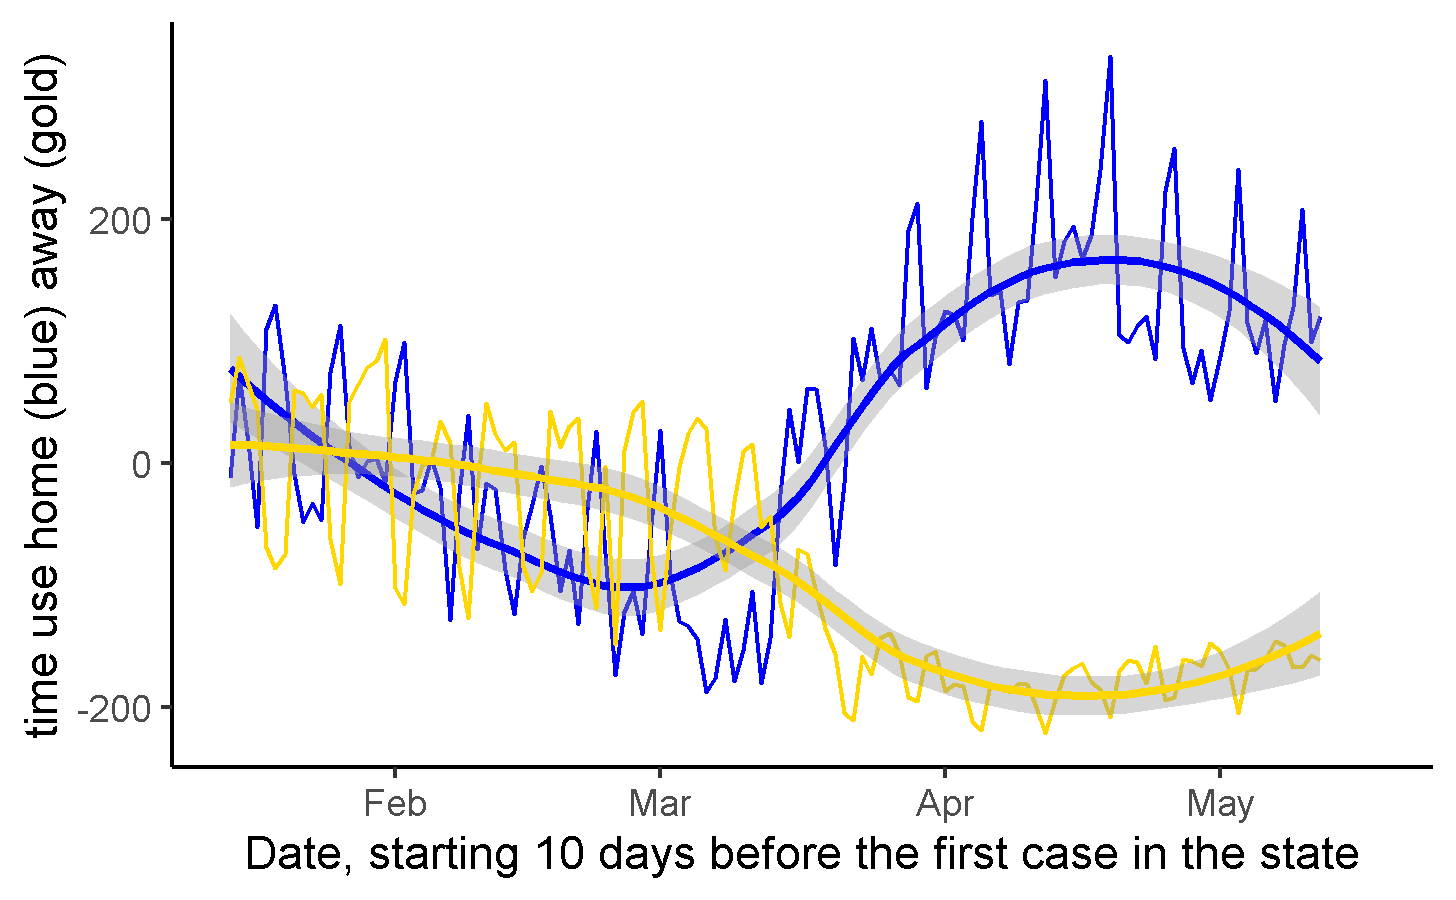 time use home (blue) away (gold)
200
0
-200
Feb
Mar
Apr
May
Date, starting 10 days before the first case in the state